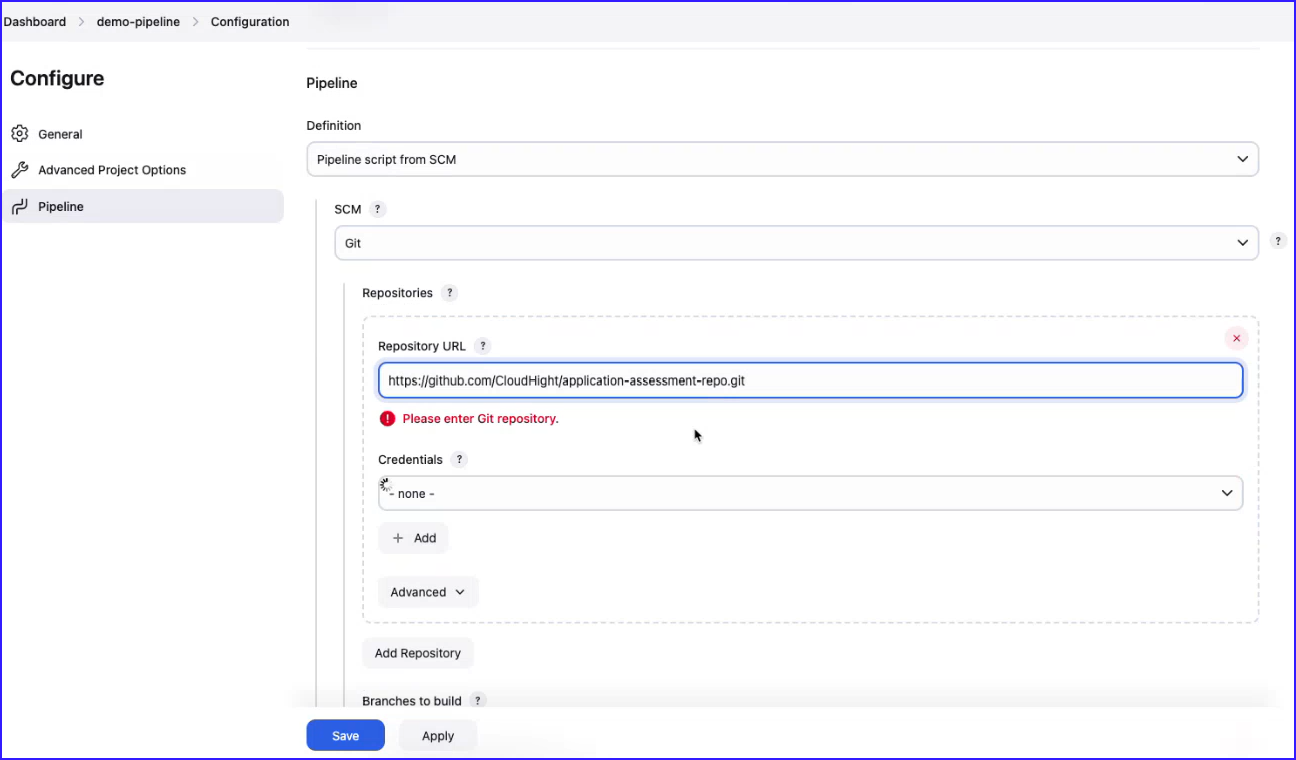 Dashboard > demo-pipeline > Configuration
Configure
General
Advanced Project Options
Pipeline
Pipeline
Definition
Pipeline script from SCM
SCM ?
Git
?
Repositories ?
Repository URL ?
https://github.com/CloudHight/application-assessment-repo.git
! Please enter Git repository.
Credentials ?
- none -
+ Add
Advanced
Add Repository
Branches to build ?
Save Apply